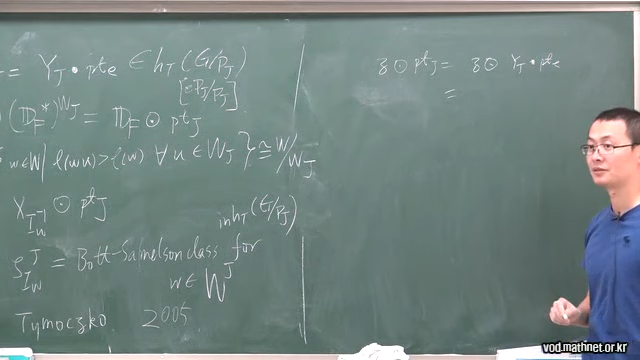 = Y_J • pt_e ∈ h_T (G/P_J)
[P_J/P_J]
(𝔻_F^*)^{W_J} = 𝔻_F ⊙ pt_J
w ∈ W | ℓ(wu) > ℓ(w) ∀ u ∈ W_J } ≅ W/W_J
X_{I_w^{-1}} ⊙ pt_J
in h_T (G/P_J)
ζ_{I_w}^J = Bott-Samelson class for
w ∈ W^J
Tymoczko 2005
z ⊙ pt_J = z ⊙ Y_J • pt_e
=
vod.mathnet.or.kr